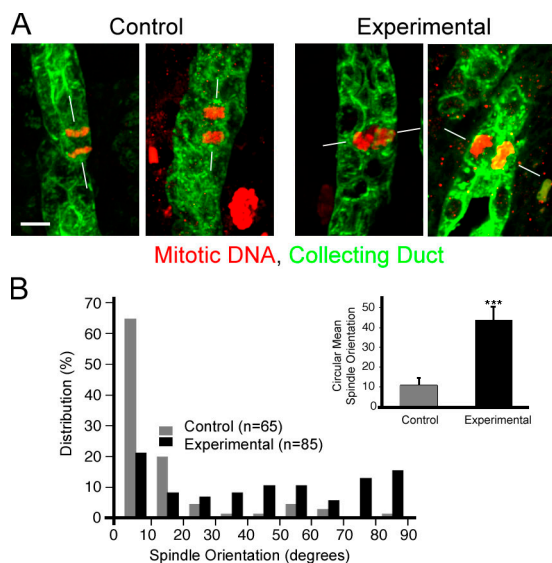 A
Control
Experimental
Mitotic DNA, Collecting Duct
B
Distribution (%)
70
60
50
40
30
20
10
0
Control (n=65)
Experimental (n=85)
0 10 20 30 40 50 60 70 80 90
Spindle Orientation (degrees)
Circular Mean
Spindle Orientation
50
40
30
20
10
0
***
Control
Experimental